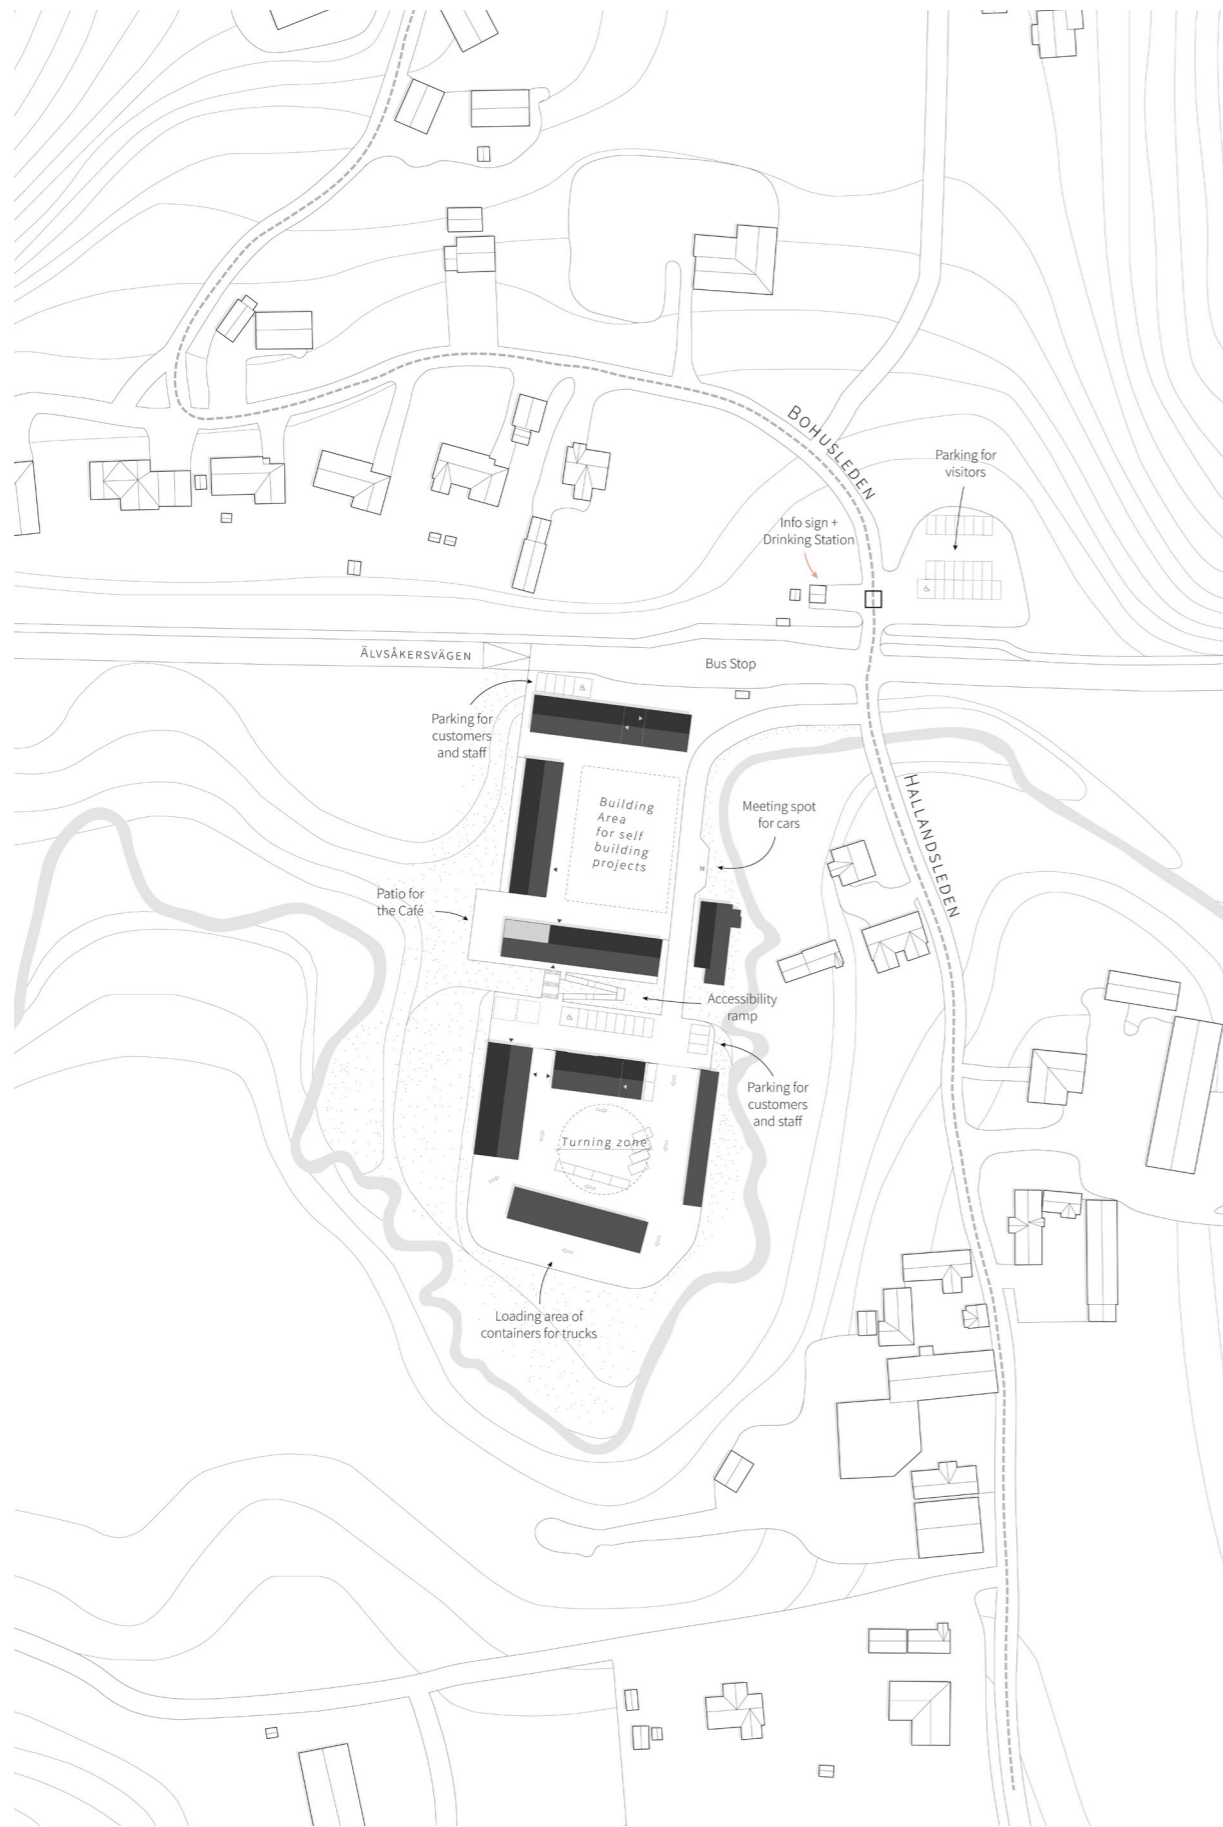 BOHUSLEDEN
Parking for
visitors
Info sign +
Drinking Station
ÄLVSÅKERSVÄGEN
Bus Stop
Parking for
customers
and staff
Building
Area
for self
building
projects
Meeting spot
for cars
M
HALLANDSLEDEN
Patio for
the Café
Accessibility
ramp
Parking for
customers
and staff
Turning zone
Loading area of
containers for trucks